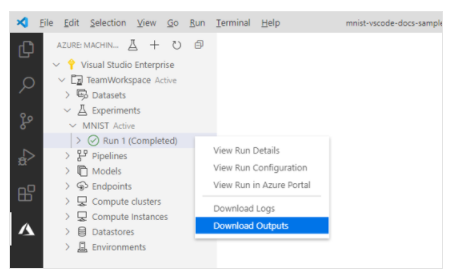 File Edit Selection View Go Run Terminal Help mnist-vscode-docs-sample
AZURE: MACHIN...
Visual Studio Enterprise
TeamWorkspace Active
Datasets
Experiments
MNIST Active
Run 1 (Completed)
Pipelines
Models
Endpoints
Compute clusters
Compute Instances
Datastores
Environments
View Run Details
View Run Configuration
View Run in Azure Portal
Download Logs
Download Outputs